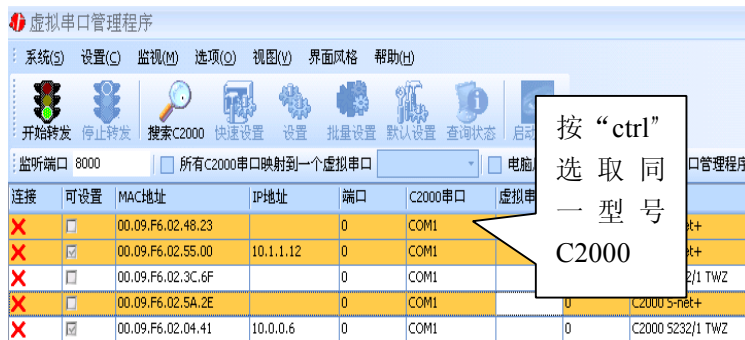 虚拟串口管理程序
系统(S) 设置(C) 监视(M) 选项(O) 视图(V) 界面风格 帮助(H)
开始转发 停止转发 搜索C2000 快速设置 设置 批量设置 默认设置 查询状态 启动
监听端口 8000 所有C2000串口映射到一个虚拟串口 电脑 口管理程序
连接 可设置 MAC地址 IP地址 端口 C2000串口 虚拟串
00.09.F6.02.48.23 0 COM1 et+
00.09.F6.02.55.00 10.1.1.12 0 COM1 et+
00.09.F6.02.3C.6F 0 COM1 2/1 TWZ
00.09.F6.02.5A.2E 0 COM1 0 C2000 S-net+
00.09.F6.02.04.41 10.0.0.6 0 COM1 0 C2000 S232/1 TWZ
按“ctrl”
选取同
一型号
C2000